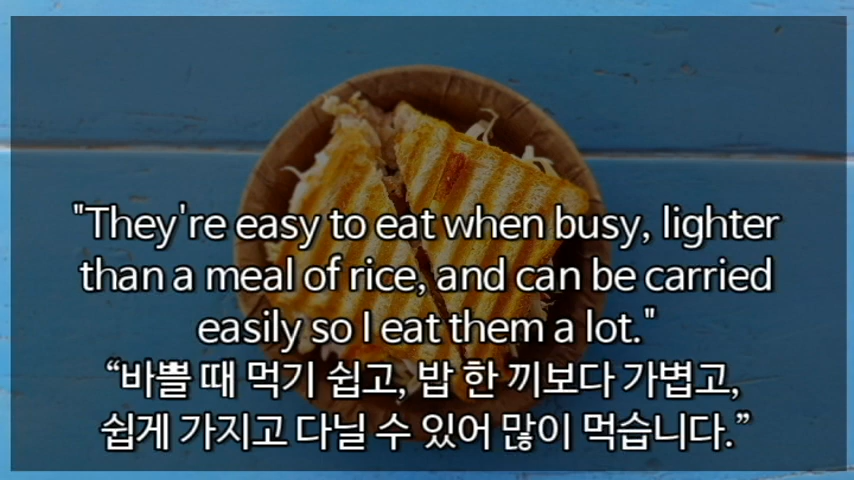 "They're easy to eat when busy, lighter
than a meal of rice, and can be carried
easily so I eat them a lot."
“바쁠 때 먹기 쉽고, 밥 한 끼보다 가볍고,
쉽게 가지고 다닐 수 있어 많이 먹습니다.”